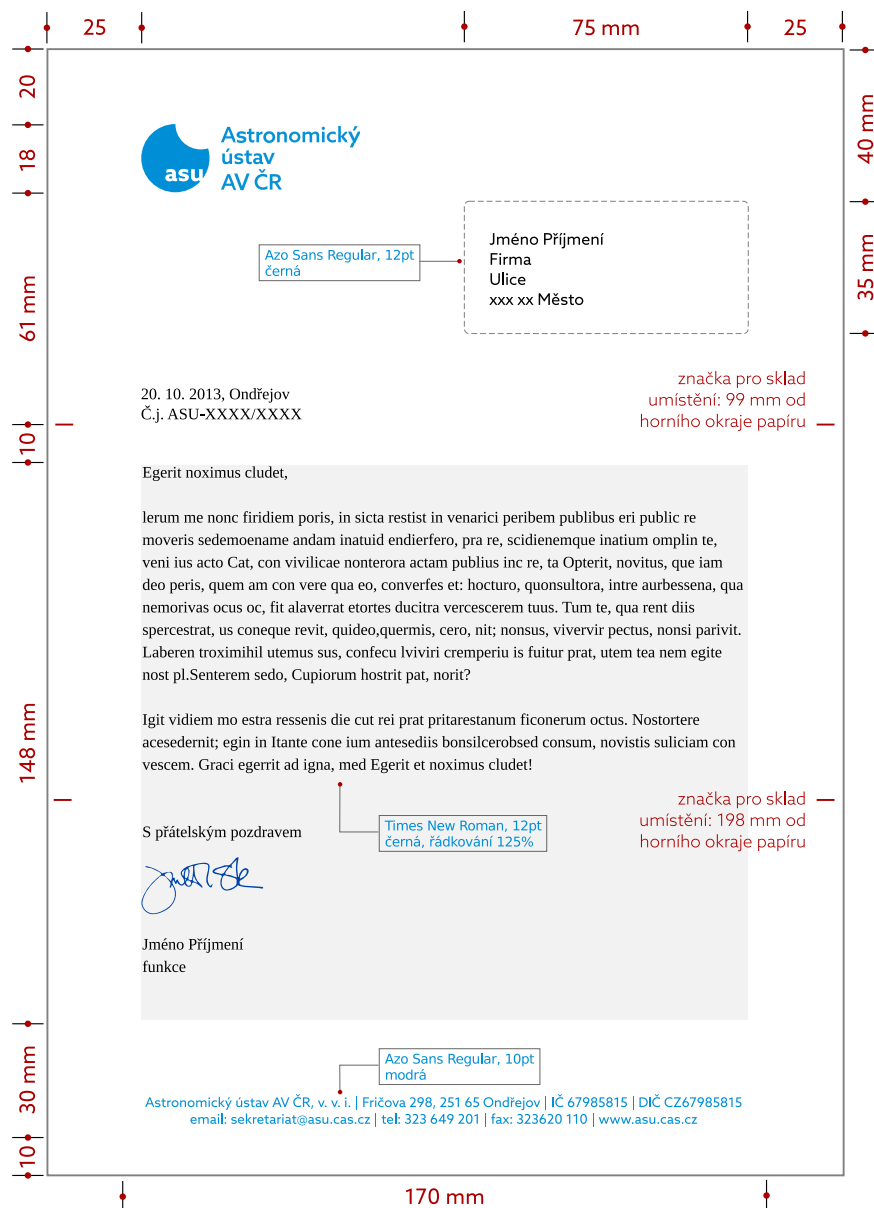 25
75 mm
25
20
18
61 mm
10
148 mm
30 mm
10
40 mm
35 mm
asu
Astronomický
ústav
AV ČR
Azo Sans Regular, 12pt
černá
Jméno Příjmení
Firma
Ulice
xxx xx Město
značka pro sklad
umístění: 99 mm od
horního okraje papíru
20. 10. 2013, Ondřejov
Č.j. ASU-XXXX/XXXX
Egerit noximus cludet,
lerum me nonc firidiem poris, in sicta restist in venarici peribem publibus eri public re
moveris sedemoename andam inatuid endierfero, pra re, scidienemque inatium omplin te,
veni ius acto Cat, con vivilicae nonterora actam publius inc re, ta Opterit, novitus, que iam
deo peris, quem am con vere qua eo, converfes et: hocturo, quonsultora, intre aurbessena, qua
nemorivas ocus oc, fit alaverrat etortes ducitra vercescerem tuus. Tum te, qua rent diis
spercestrat, us coneque revit, quideo,quermis, cero, nit; nonsus, vivervir pectus, nonsi parivit.
Laberen troximihil utemus sus, confecu lviviri cremperiu is fuitur prat, utem tea nem egite
nost pl.Senterem sedo, Cupiorum hostrit pat, norit?
Igit vidiem mo estra ressenis die cut rei prat pritarestanum ficonerum octus. Nostortere
acesedernit; egin in Itante cone ium antesediis bonsilcerobsed consum, novistis suliciam con
vescem. Graci egerrit ad igna, med Egerit et noximus cludet!
značka pro sklad
umístění: 198 mm od
horního okraje papíru
Times New Roman, 12pt
černá, řádkování 125%
S přátelským pozdravem
Jméno Příjmení
funkce
Azo Sans Regular, 10pt
modrá
Astronomický ústav AV ČR, v. v. i. | Fričova 298, 251 65 Ondřejov | IČ 67985815 | DIČ CZ67985815
email: sekretariat@asu.cas.cz | tel: 323 649 201 | fax: 323620 110 | www.asu.cas.cz
170 mm